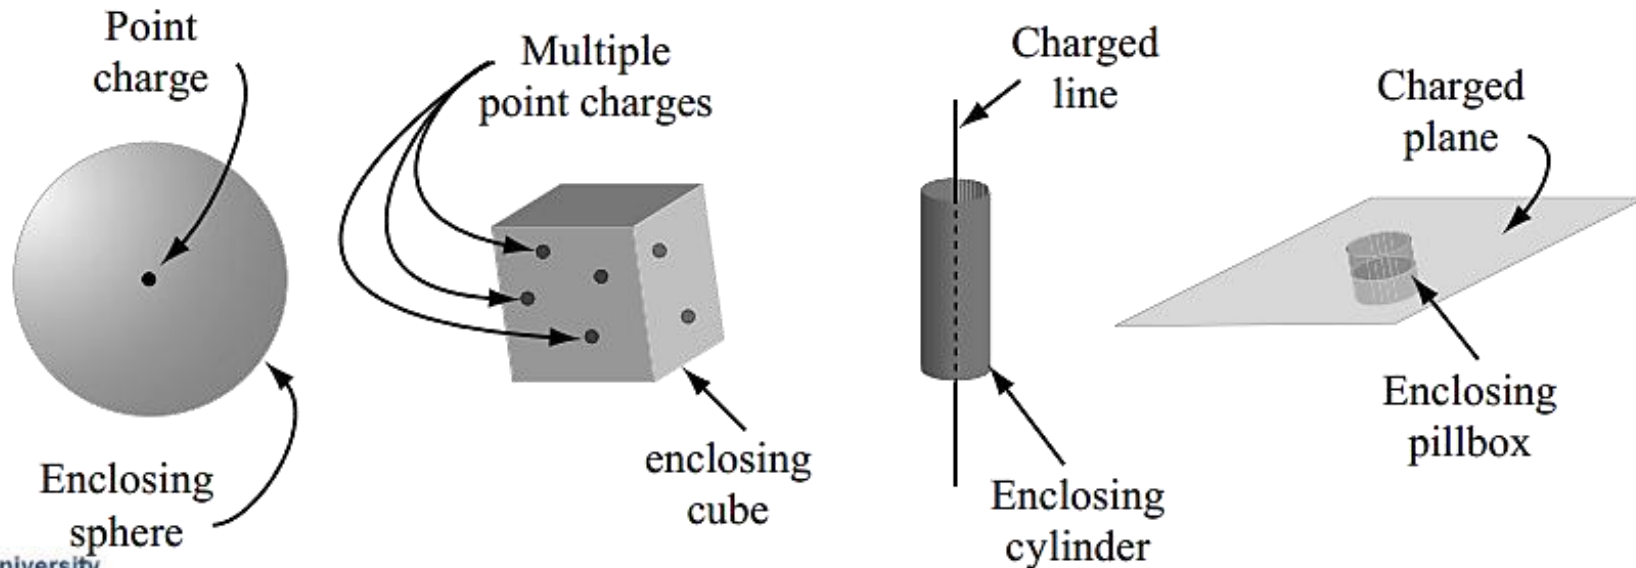 Point
charge
Multiple
point charges
Charged
line
Charged
plane
Enclosing
sphere
enclosing
cube
Enclosing
cylinder
Enclosing
pillbox